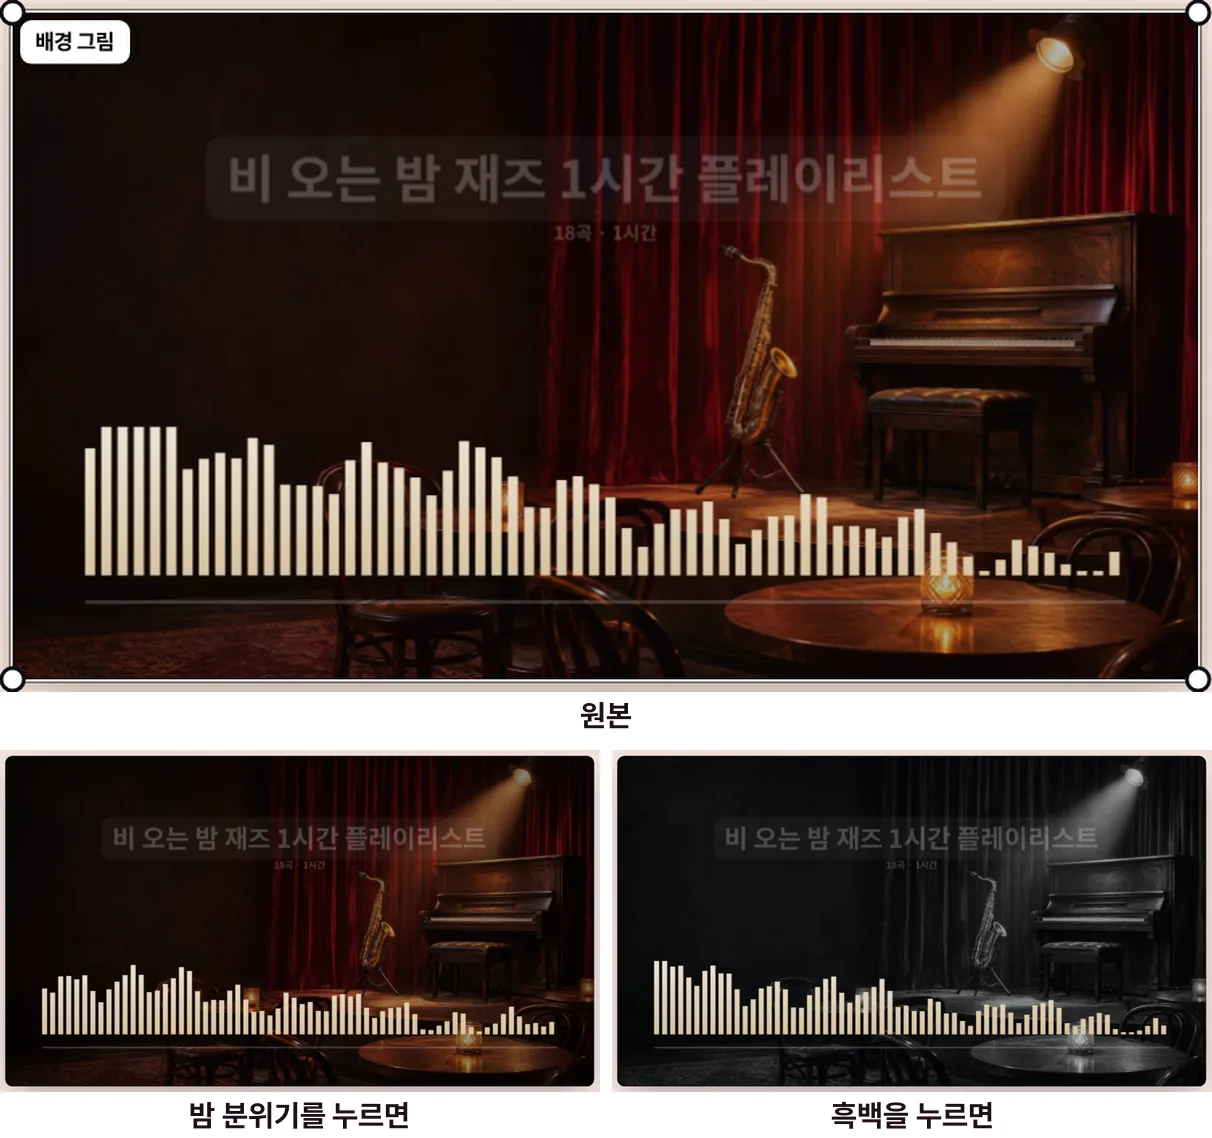 배경 그림
비 오는 밤 재즈 1시간 플레이리스트
18곡 · 1시간
원본
비 오는 밤 재즈 1시간 플레이리스트
18곡 · 1시간
밤 분위기를 누르면
비 오는 밤 재즈 1시간 플레이리스트
18곡 · 1시간
흑백을 누르면